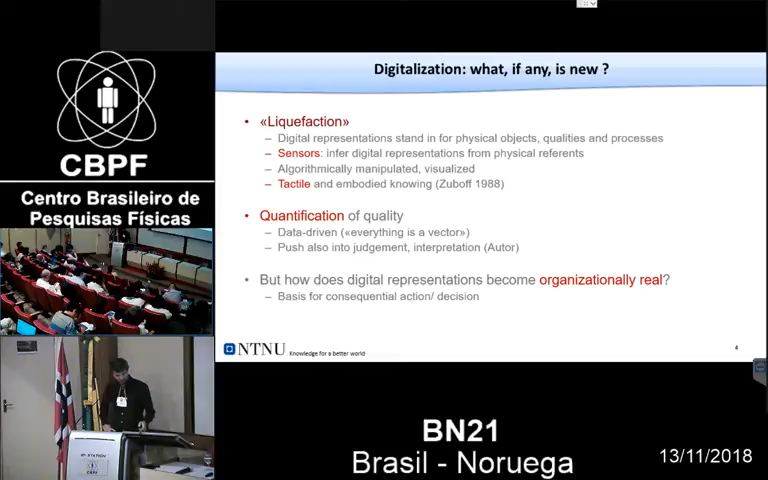 CBPF
Centro Brasileiro de
Pesquisas Físicas
Digitalization: what, if any, is new ?
• «Liquefaction»
– Digital representations stand in for physical objects, qualities and processes
– Sensors: infer digital representations from physical referents
– Algorithmically manipulated, visualized
– Tactile and embodied knowing (Zuboff 1988)
• Quantification of quality
– Data-driven («everything is a vector»)
– Push also into judgement, interpretation (Autor)
• But how does digital representations become organizationally real?
– Basis for consequential action/ decision
NTNU Knowledge for a better world
4
BN21
Brasil - Noruega
13/11/2018